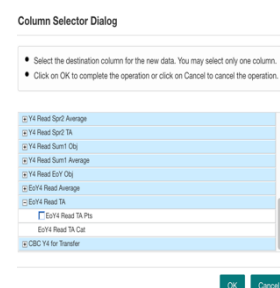 Column Selector Dialog
Select the destination column for the new data. You may select only one column.
Click on OK to complete the operation or click on Cancel to cancel the operation.
Y4 Read Spr2 Average
Y4 Read Spr2 TA
Y4 Read Sum1 Obj
Y4 Read Sum1 Average
Y4 Read EoY Obj
EoY4 Read Average
EoY4 Read TA
EoY4 Read TA Pts
EoY4 Read TA Cat
CBC Y4 for Transfer
OK Cancel